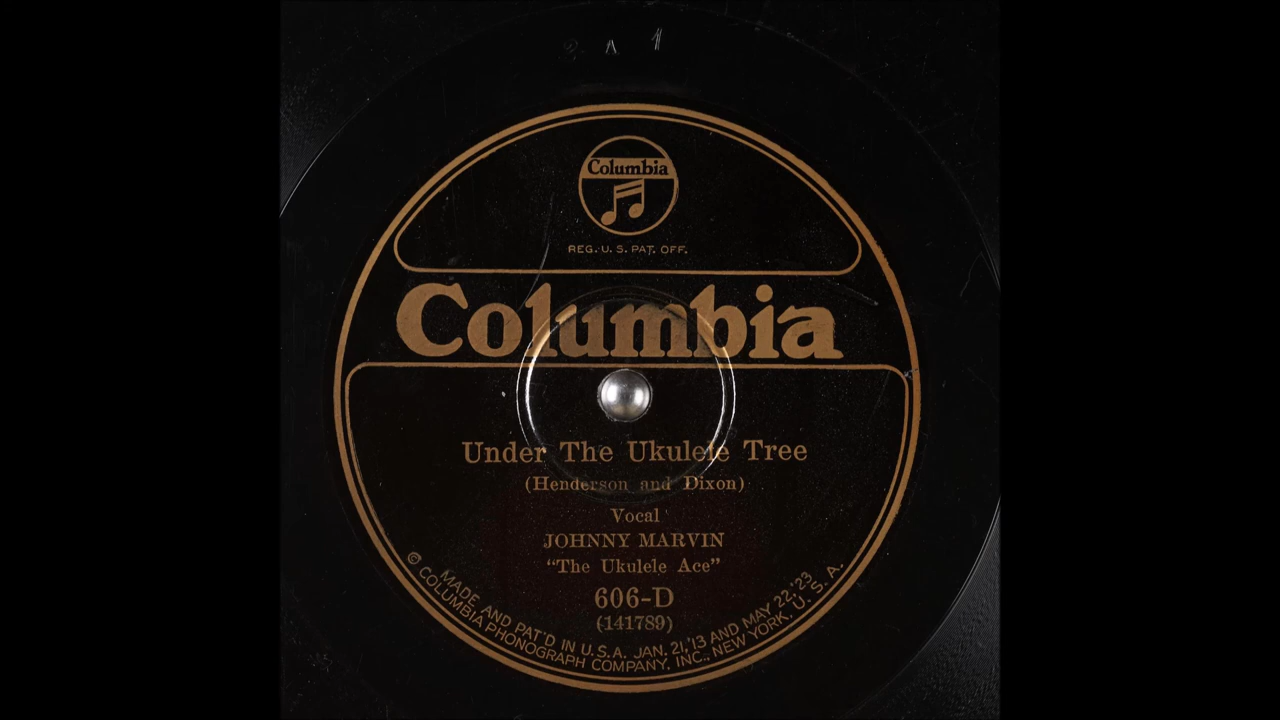 Columbia
REG. U. S. PAT. OFF.
Columbia
Under The Ukulele Tree
(Henderson and Dixon)
Vocal
JOHNNY MARVIN
"The Ukulele Ace"
606-D
(141789)
MADE AND PAT'D IN U.S.A. JAN. 21,'13 AND MAY 22,'23
© COLUMBIA PHONOGRAPH COMPANY, INC., NEW YORK, U. S. A.